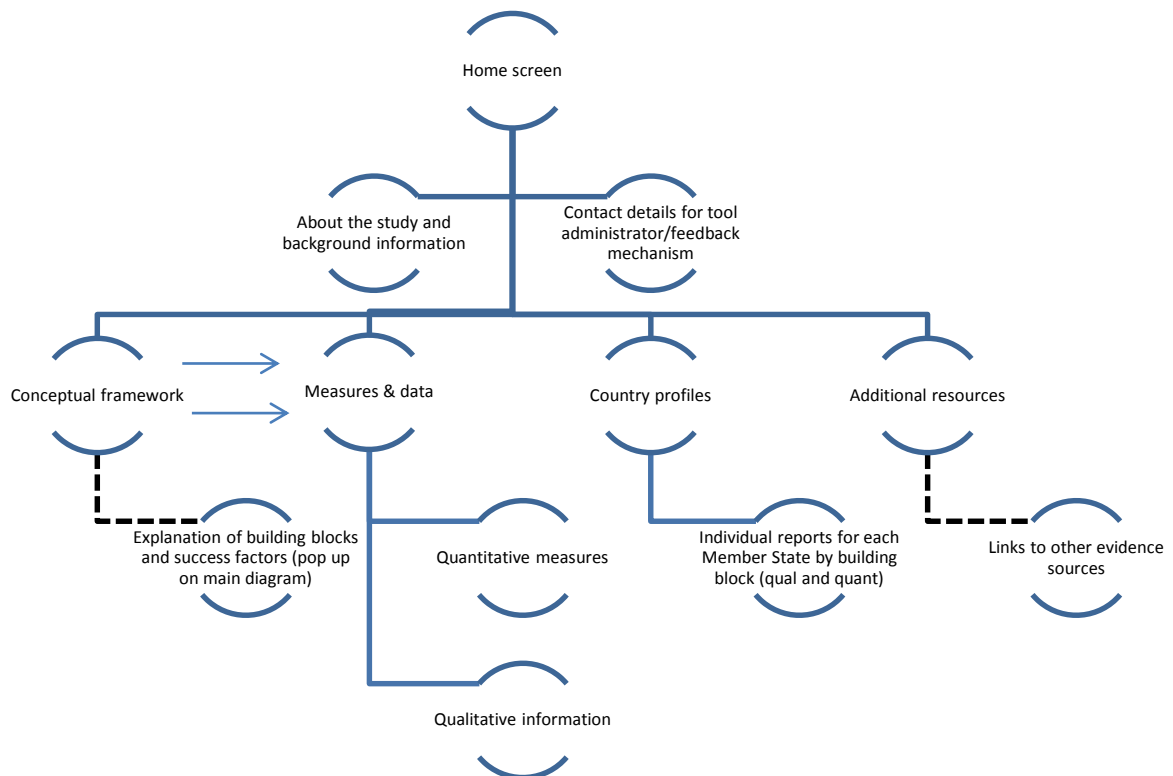 Home screen
About the study and
background information
Contact details for tool
administrator/feedback
mechanism
Conceptual framework
Measures & data
Country profiles
Additional resources
Explanation of building blocks
and success factors (pop up
on main diagram)
Quantitative measures
Individual reports for each
Member State by building
block (qual and quant)
Links to other evidence
sources
Qualitative information